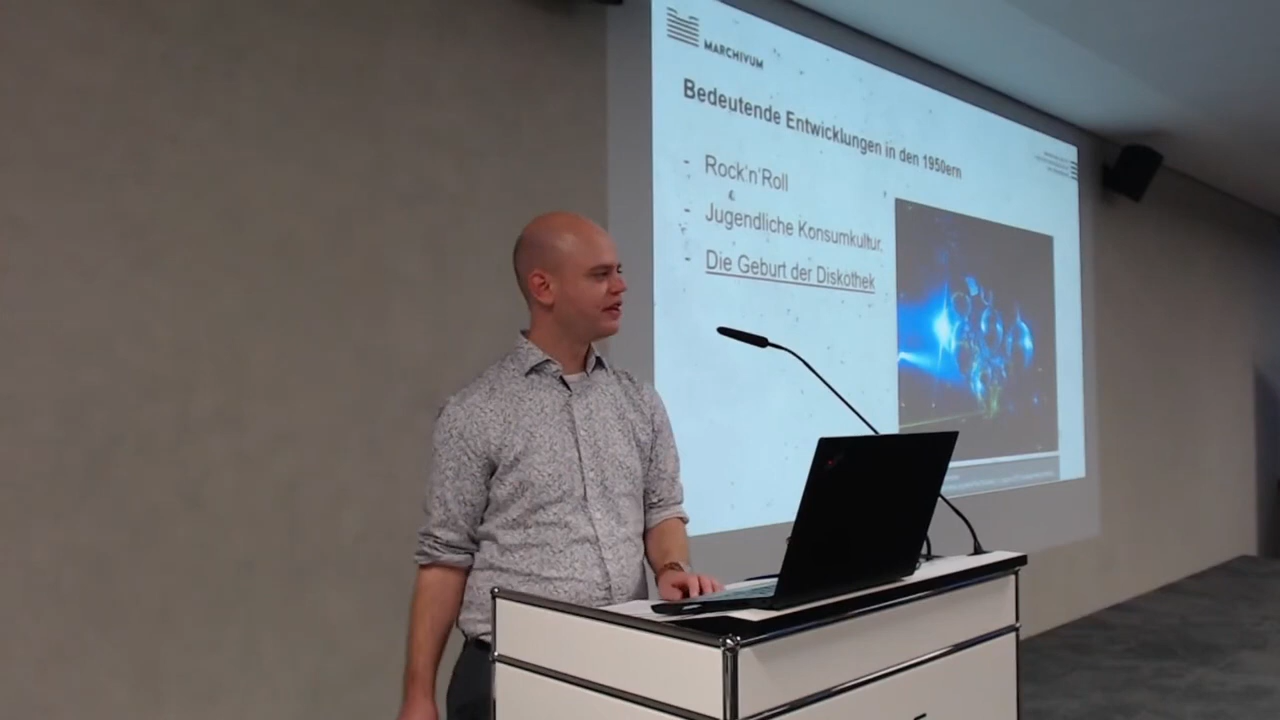 MARCHIVUM
Bedeutende Entwicklungen in den 1950ern
- Rock'n'Roll
- Jugendliche Konsumkultur
- Die Geburt der Diskothek